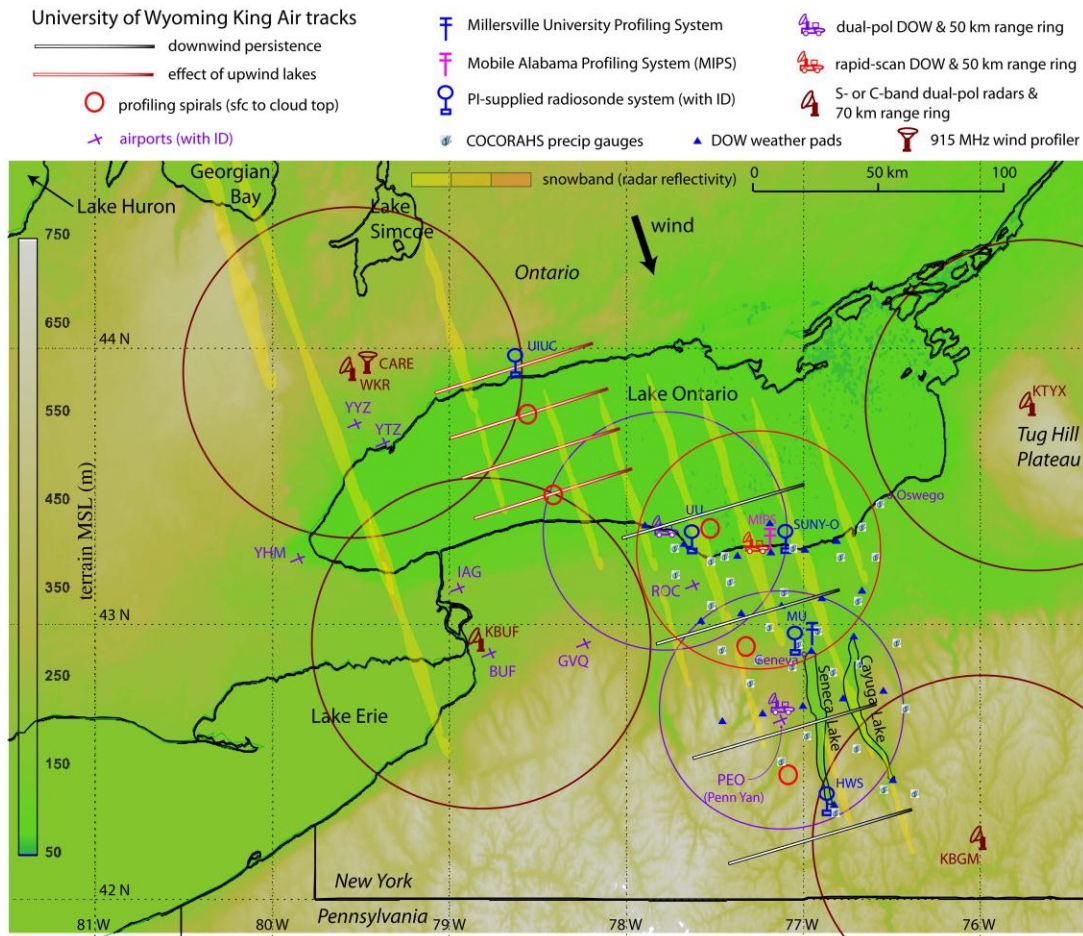 University of Wyoming King Air tracks
downwind persistence
effect of upwind lakes
profiling spirals (sfc to cloud top)
airports (with ID)
Millersville University Profiling System
Mobile Alabama Profiling System (MIPS)
PI-supplied radiosonde system (with ID)
COCORAHS precip gauges
DOW weather pads
dual-pol DOW & 50 km range ring
rapid-scan DOW & 50 km range ring
S- or C-band dual-pol radars &
70 km range ring
915 MHz wind profiler
Georgian
Bay
Lake Huron
Lake
Simcoe
snowband (radar reflectivity)
0 50 km 100
wind
Ontario
750
650
550
450
350
250
150
50
terrain MSL (m)
44 N
UIUC
CARE
WKR
YYZ
YTZ
Lake Ontario
KTYX
Tug Hill
Plateau
Oswego
UU
MIPS
SUNY-O
YHM
IAG
ROC
43 N
KBUF
BUF
GVQ
MU
Geneva
Seneca Lake
Cayuga Lake
Lake Erie
PEO
(Penn Yan)
HWS
KBGM
New York
42 N
Pennsylvania
81W 80W 79W 78W 77W 76W